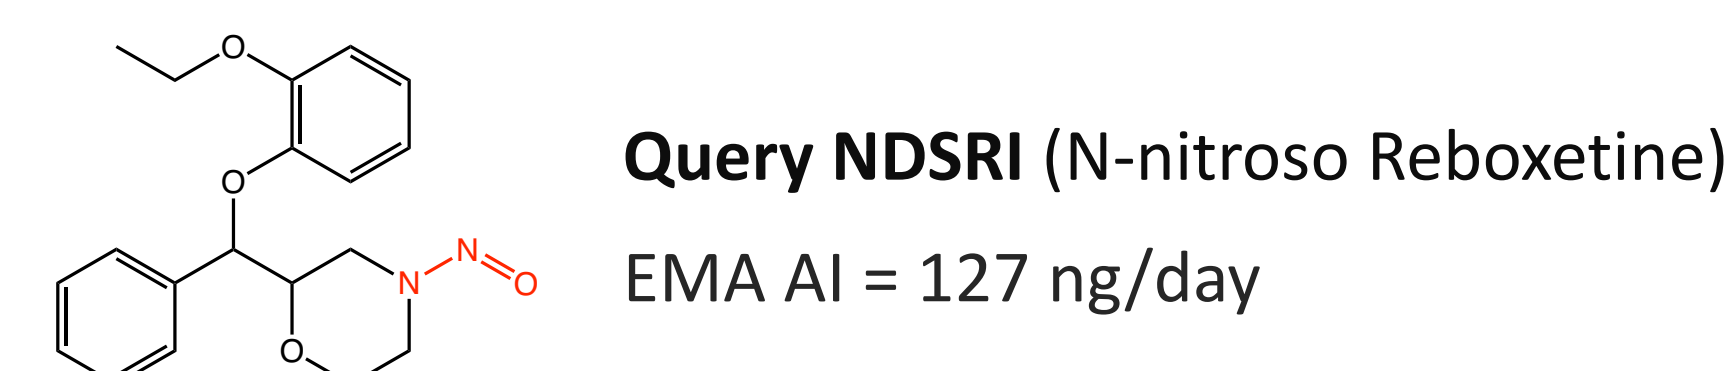 O
O
N
N
O
O
Query NDSRI (N-nitroso Reboxetine)
EMA AI = 127 ng/day